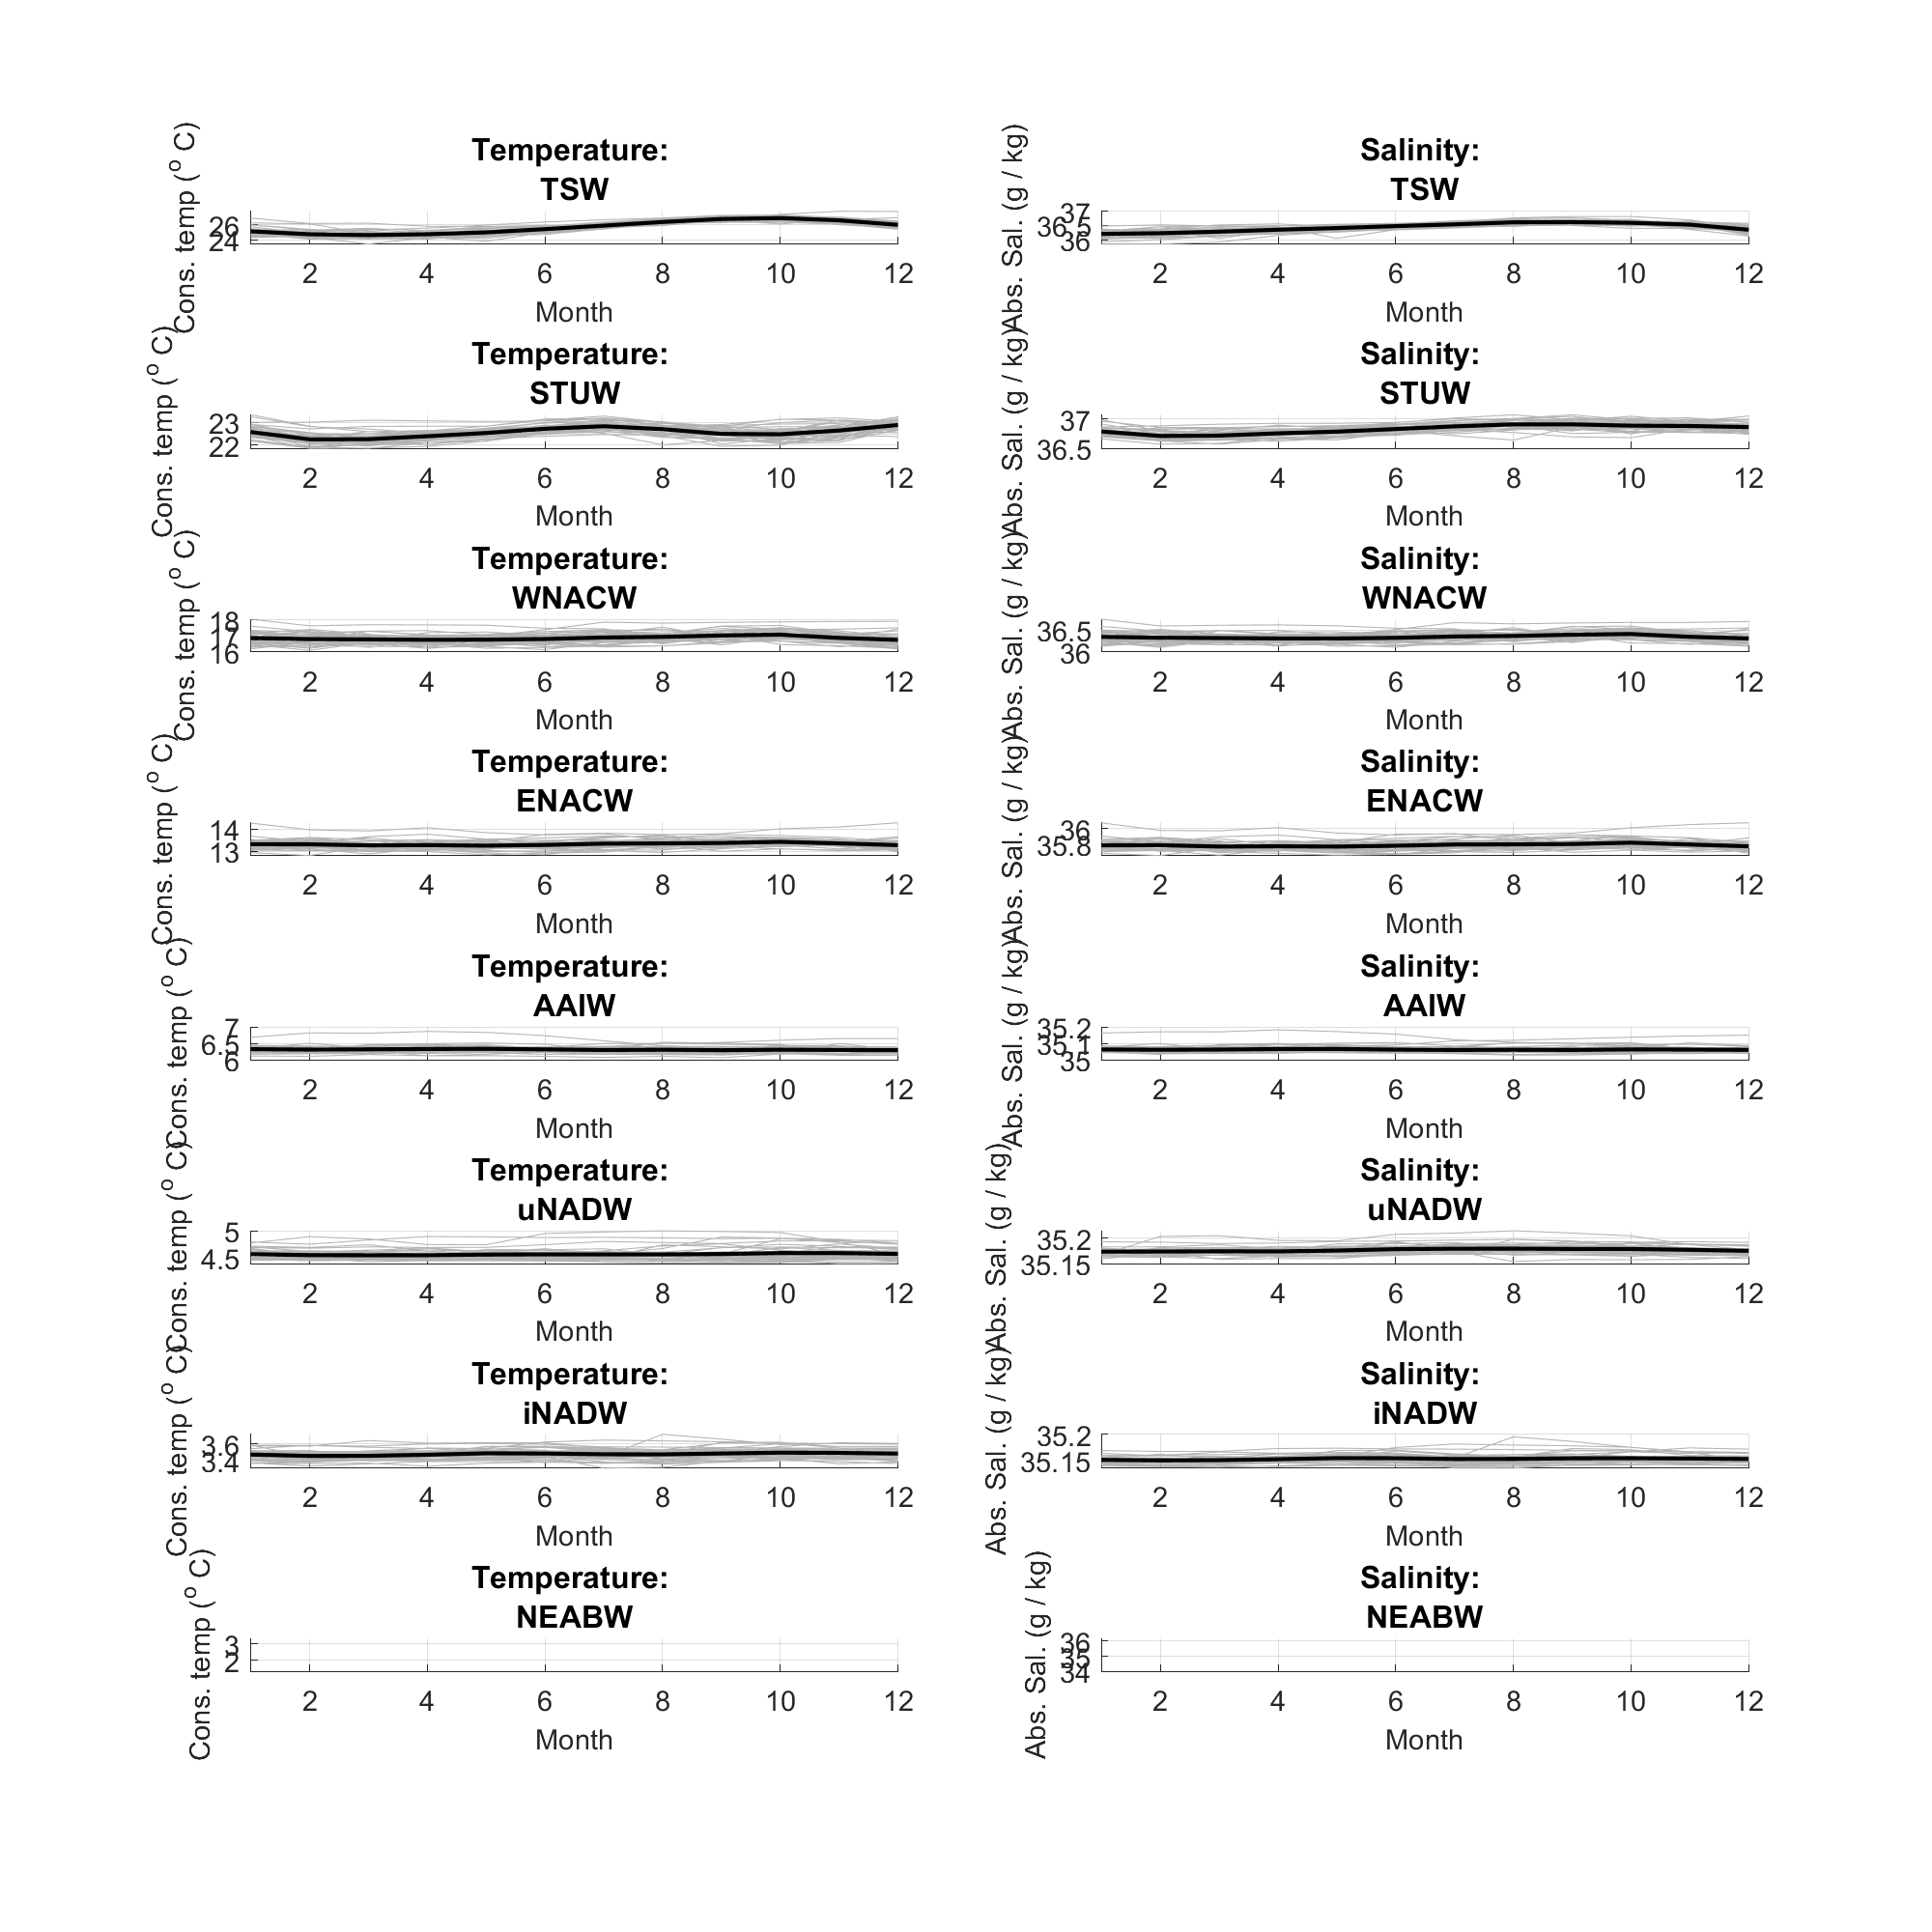 Temperature:
TSW
Cons. temp (o C)
26
24
2 4 6 8 10 12
Month
Salinity:
TSW
Abs. Sal. (g / kg)
37
36.5
36
2 4 6 8 10 12
Month
Temperature:
STUW
Cons. temp (o C)
23
22
2 4 6 8 10 12
Month
Salinity:
STUW
Abs. Sal. (g / kg)
37
36.5
2 4 6 8 10 12
Month
Temperature:
WNACW
Cons. temp (o C)
18
17
16
2 4 6 8 10 12
Month
Salinity:
WNACW
Abs. Sal. (g / kg)
36.5
36
2 4 6 8 10 12
Month
Temperature:
ENACW
Cons. temp (o C)
14
13
2 4 6 8 10 12
Month
Salinity:
ENACW
Abs. Sal. (g / kg)
36
35.8
2 4 6 8 10 12
Month
Temperature:
AAIW
Cons. temp (o C)
7
6.5
6
2 4 6 8 10 12
Month
Salinity:
AAIW
Abs. Sal. (g / kg)
35.2
35.1
35
2 4 6 8 10 12
Month
Temperature:
uNADW
Cons. temp (o C)
5
4.5
2 4 6 8 10 12
Month
Salinity:
uNADW
Abs. Sal. (g / kg)
35.2
35.15
2 4 6 8 10 12
Month
Temperature:
iNADW
Cons. temp (o C)
3.6
3.4
2 4 6 8 10 12
Month
Salinity:
iNADW
Abs. Sal. (g / kg)
35.2
35.15
2 4 6 8 10 12
Month
Temperature:
NEABW
Cons. temp (o C)
3
2
2 4 6 8 10 12
Month
Salinity:
NEABW
Abs. Sal. (g / kg)
36
35
34
2 4 6 8 10 12
Month